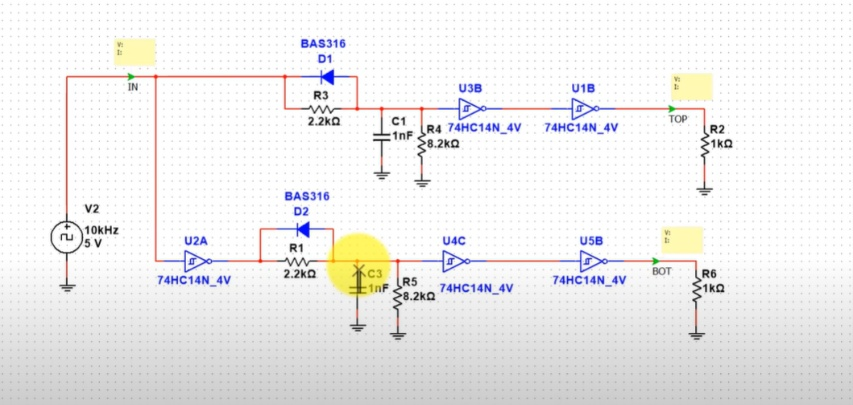 V:
I:
IN
BAS316
D1
R3
2.2kΩ
C1
1nF
R4
8.2kΩ
U3B
74HC14N_4V
U1B
74HC14N_4V
V:
I:
TOP
R2
1kΩ
V2
10kHz
5 V
U2A
74HC14N_4V
BAS316
D2
R1
2.2kΩ
C3
1nF
R5
8.2kΩ
U4C
74HC14N_4V
U5B
74HC14N_4V
V:
I:
BOT
R6
1kΩ